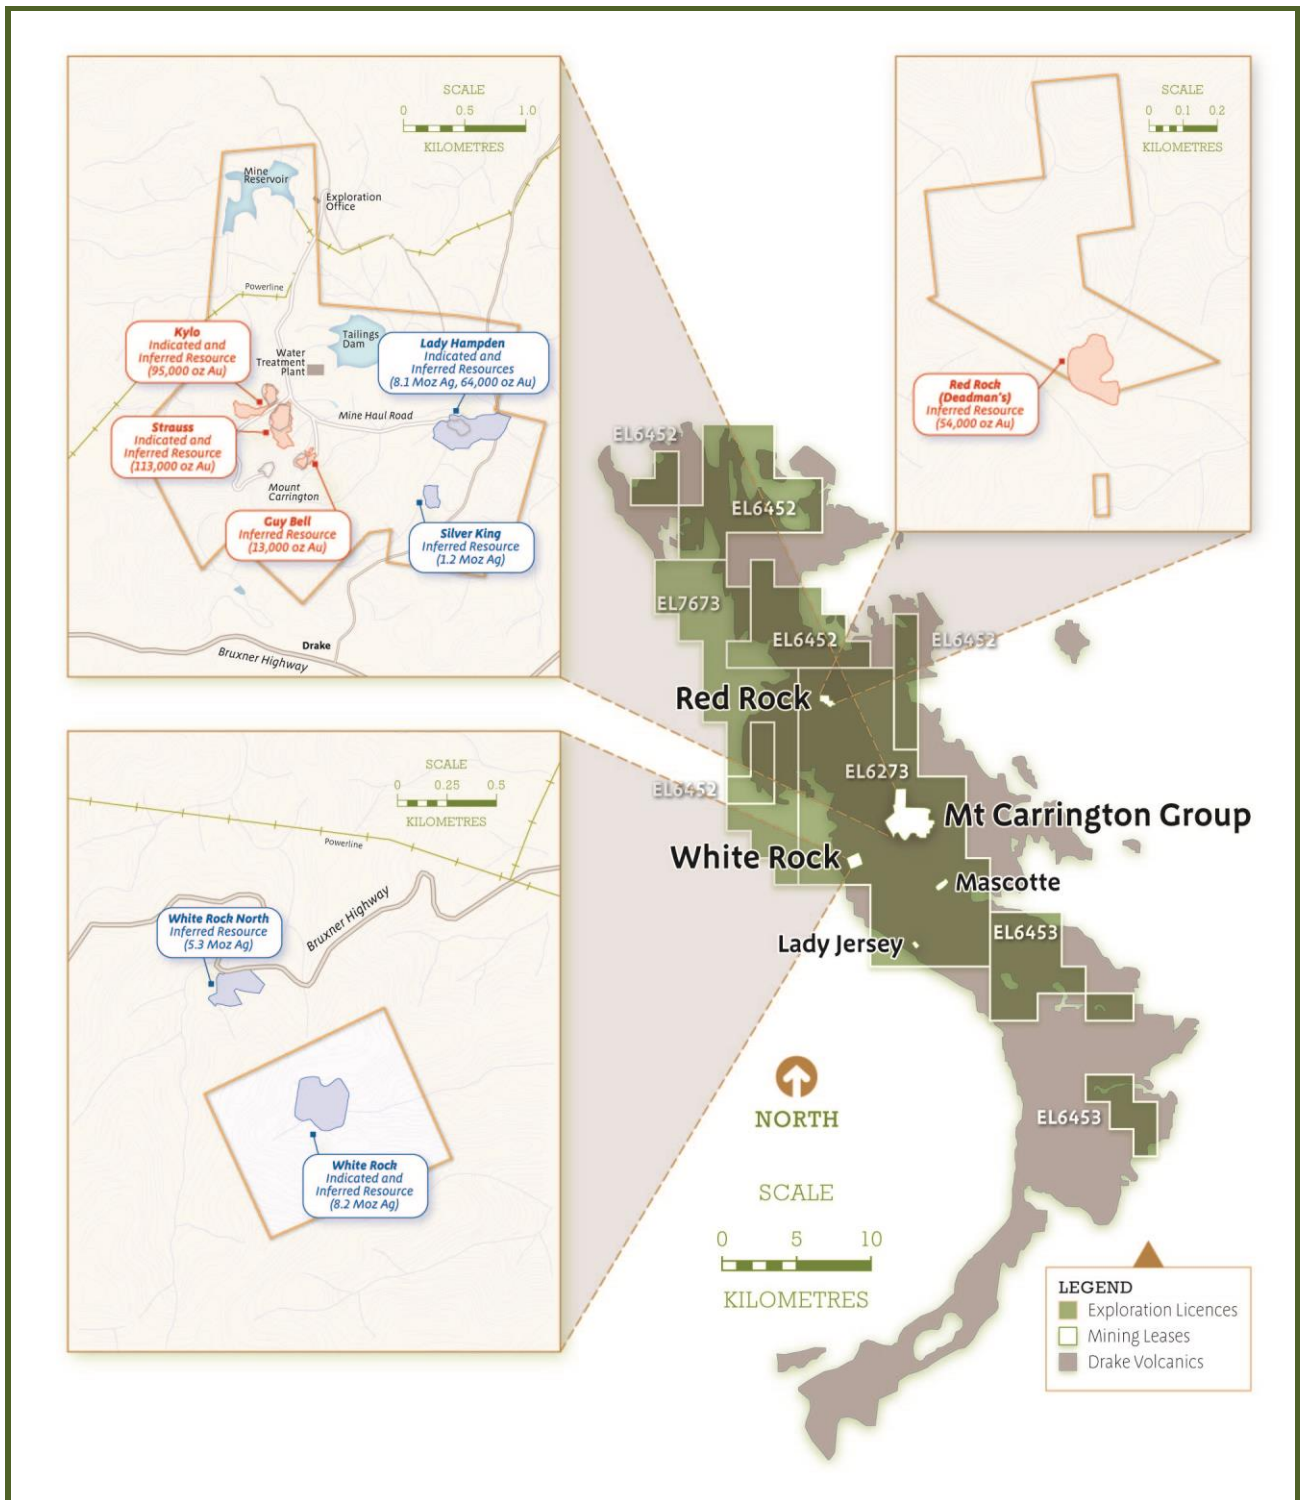 SCALE
0 0.5 1.0
KILOMETRES
Mine
Reservoir
Exploration
Office
Powerline
Kylo
Indicated and
Inferred Resource
(95,000 oz Au)
Tailings
Dam
Water
Treatment
Plant
Lady Hampden
Indicated and
Inferred Resources
(8.1 Moz Ag, 64,000 oz Au)
Mine Haul Road
Strauss
Indicated and
Inferred Resource
(113,000 oz Au)
Mount
Carrington
Guy Bell
Inferred Resource
(13,000 oz Au)
Silver King
Inferred Resource
(1.2 Moz Ag)
Drake
Bruxner Highway
SCALE
0 0.1 0.2
KILOMETRES
Red Rock
(Deadman's)
Inferred Resource
(54,000 oz Au)
SCALE
0 0.25 0.5
KILOMETRES
Powerline
Bruxner Highway
White Rock North
Inferred Resource
(5.3 Moz Ag)
White Rock
Indicated and
Inferred Resource
(8.2 Moz Ag)
EL6452
EL6452
EL7673
EL6452
EL6452
Red Rock
EL6273
EL6452
Mt Carrington Group
White Rock
Mascotte
EL6453
Lady Jersey
EL6453
NORTH
SCALE
0 5 10
KILOMETRES
LEGEND
Exploration Licences
Mining Leases
Drake Volcanics